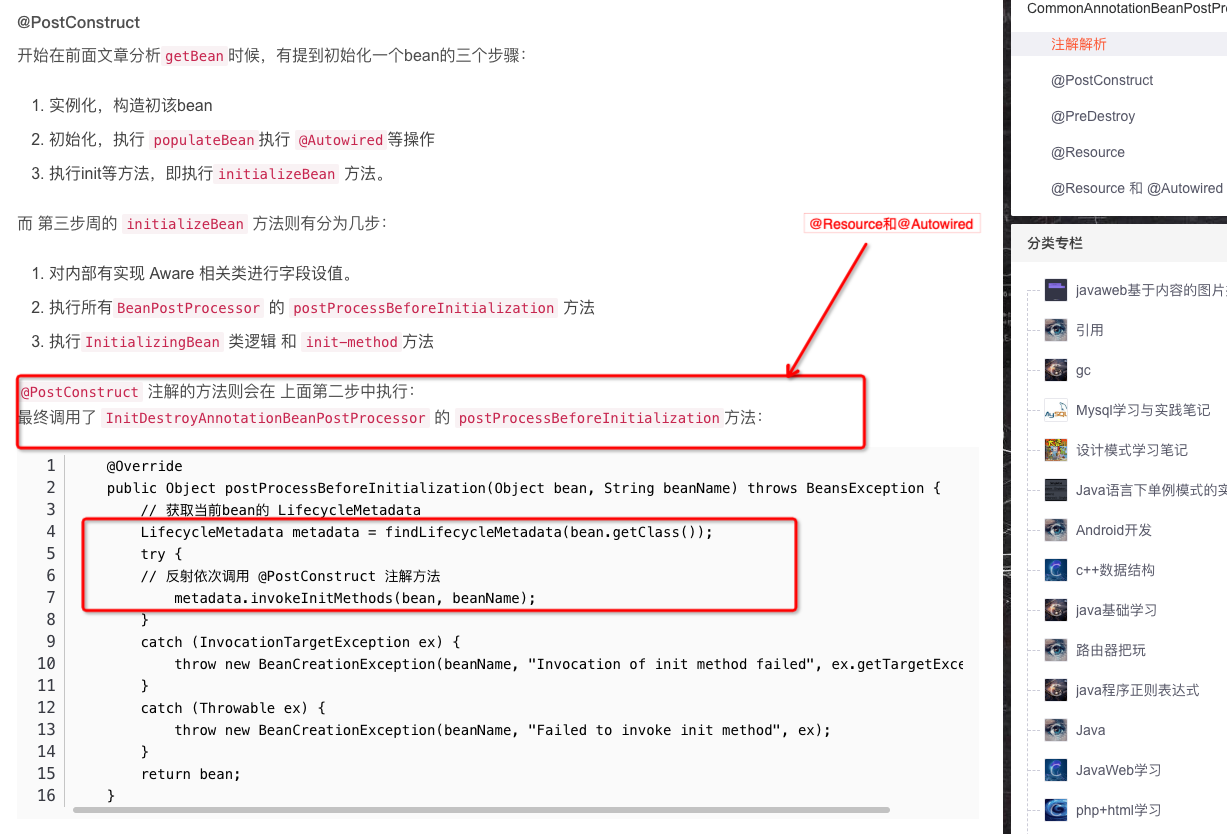 @PostConstruct
开始在前面文章分析getBean时候，有提到初始化一个bean的三个步骤：
1. 实例化，构造初该bean
2. 初始化，执行 populateBean 执行 @Autowired 等操作
3. 执行init等方法，即执行 initializeBean 方法。
而 第三步周的 initializeBean 方法则有分为几步：
@Resource和@Autowired
1. 对内部有实现 Aware 相关类进行字段设值。
2. 执行所有 BeanPostProcessor 的 postProcessBeforeInitialization 方法
3. 执行 InitializingBean 类逻辑 和 init-method 方法
@PostConstruct 注解的方法则会在 上面第二步中执行：
最终调用了 InitDestroyAnnotationBeanPostProcessor 的 postProcessBeforeInitialization 方法：
1 @Override
2 public Object postProcessBeforeInitialization(Object bean, String beanName) throws BeansException {
3 // 获取当前bean的 LifecycleMetadata
4 LifecycleMetadata metadata = findLifecycleMetadata(bean.getClass());
5 try {
6 // 反射依次调用 @PostConstruct 注解方法
7 metadata.invokeInitMethods(bean, beanName);
8 }
9 catch (InvocationTargetException ex) {
10 throw new BeanCreationException(beanName, "Invocation of init method failed", ex.getTargetExce
11 }
12 catch (Throwable ex) {
13 throw new BeanCreationException(beanName, "Failed to invoke init method", ex);
14 }
15 return bean;
16 }
CommonAnnotationBeanPostPr
注解解析
@PostConstruct
@PreDestroy
@Resource
@Resource 和 @Autowired
分类专栏
javaweb基于内容的图片
引用
gc
Mysql学习与实践笔记
设计模式学习笔记
Java语言下单例模式的实
Android开发
c++数据结构
java基础学习
路由器把玩
java程序正则表达式
Java
JavaWeb学习
php+html学习